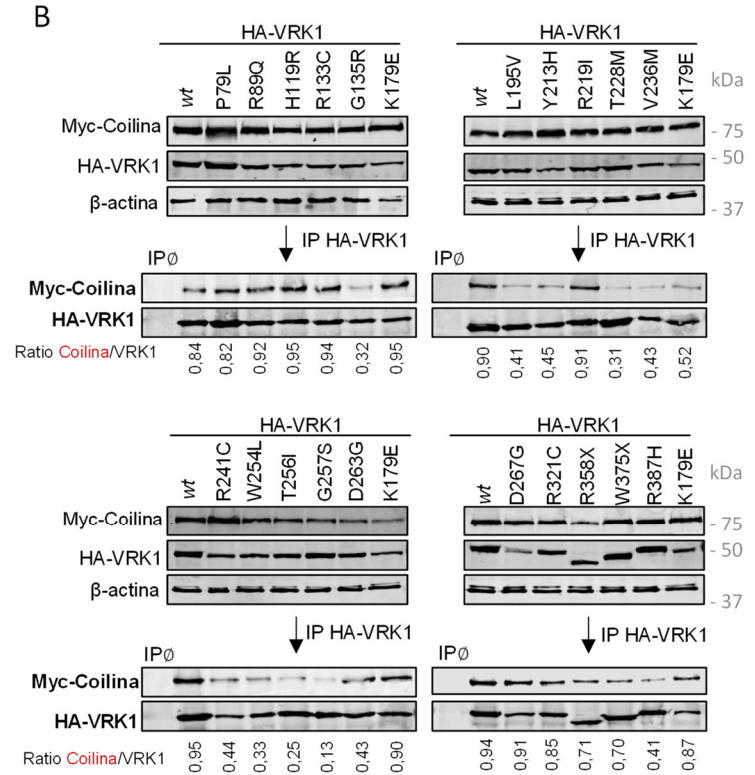 B
HA-VRK1 HA-VRK1
wt P79L R89Q H119R R133C G135R K179E wt L195V Y213H R219I T228M V236M K179E kDa
Myc-Coilina - 75
HA-VRK1 - 50
β-actina - 37
IP HA-VRK1 IP HA-VRK1
IPø IPø
Myc-Coilina
HA-VRK1
Ratio Coilina/VRK1 0,84 0,82 0,92 0,95 0,94 0,32 0,95 0,90 0,41 0,45 0,91 0,31 0,43 0,52
HA-VRK1 HA-VRK1
wt R241C W254L T256I G257S D263G K179E wt D267G R321C R358X W375X R387H K179E kDa
Myc-Coilina - 75
HA-VRK1 - 50
β-actina - 37
IP HA-VRK1 IP HA-VRK1
IPø IPø
Myc-Coilina
HA-VRK1
Ratio Coilina/VRK1 0,95 0,44 0,33 0,25 0,13 0,43 0,90 0,94 0,91 0,85 0,71 0,70 0,41 0,87